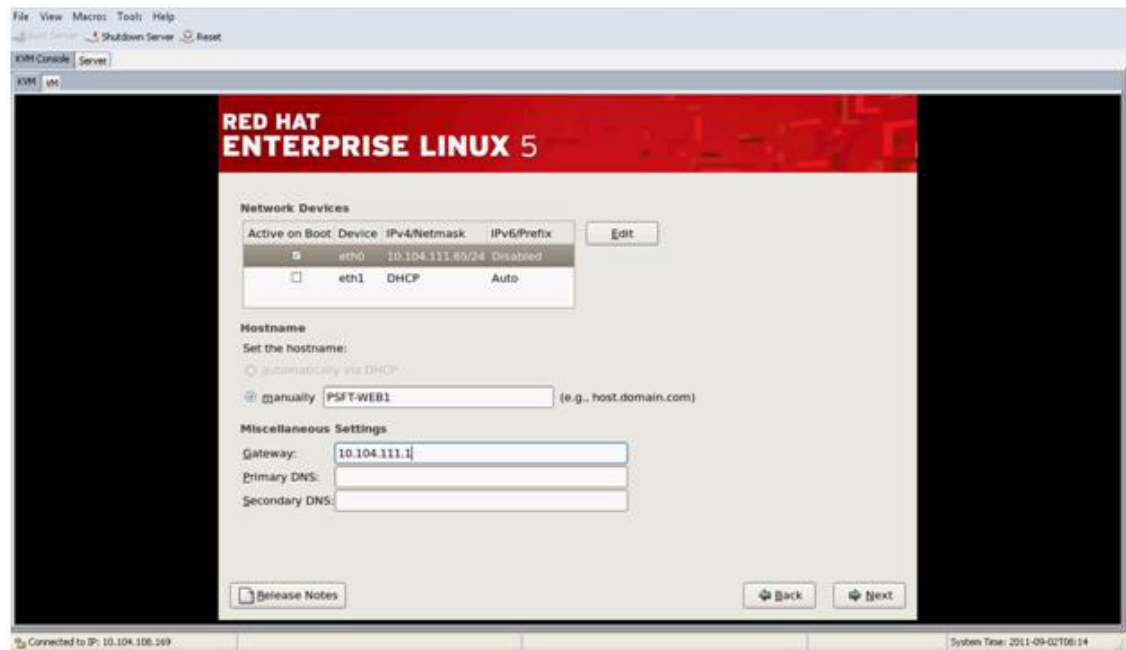 File View Macros Tools Help
Boot Server Shutdown Server Reset
KVM Console Server
KVM VM
RED HAT
ENTERPRISE LINUX 5
Network Devices
Active on Boot Device IPv4/Netmask IPv6/Prefix
eth0 10.104.111.65/24 Disabled
eth1 DHCP Auto
Edit
Hostname
Set the hostname:
automatically via DHCP
manually PSFT-WEB1 (e.g., host.domain.com)
Miscellaneous Settings
Gateway: 10.104.111.1
Primary DNS:
Secondary DNS:
Release Notes Back Next
Connected to IP: 10.104.108.169 System Time: 2011-09-02T06:14